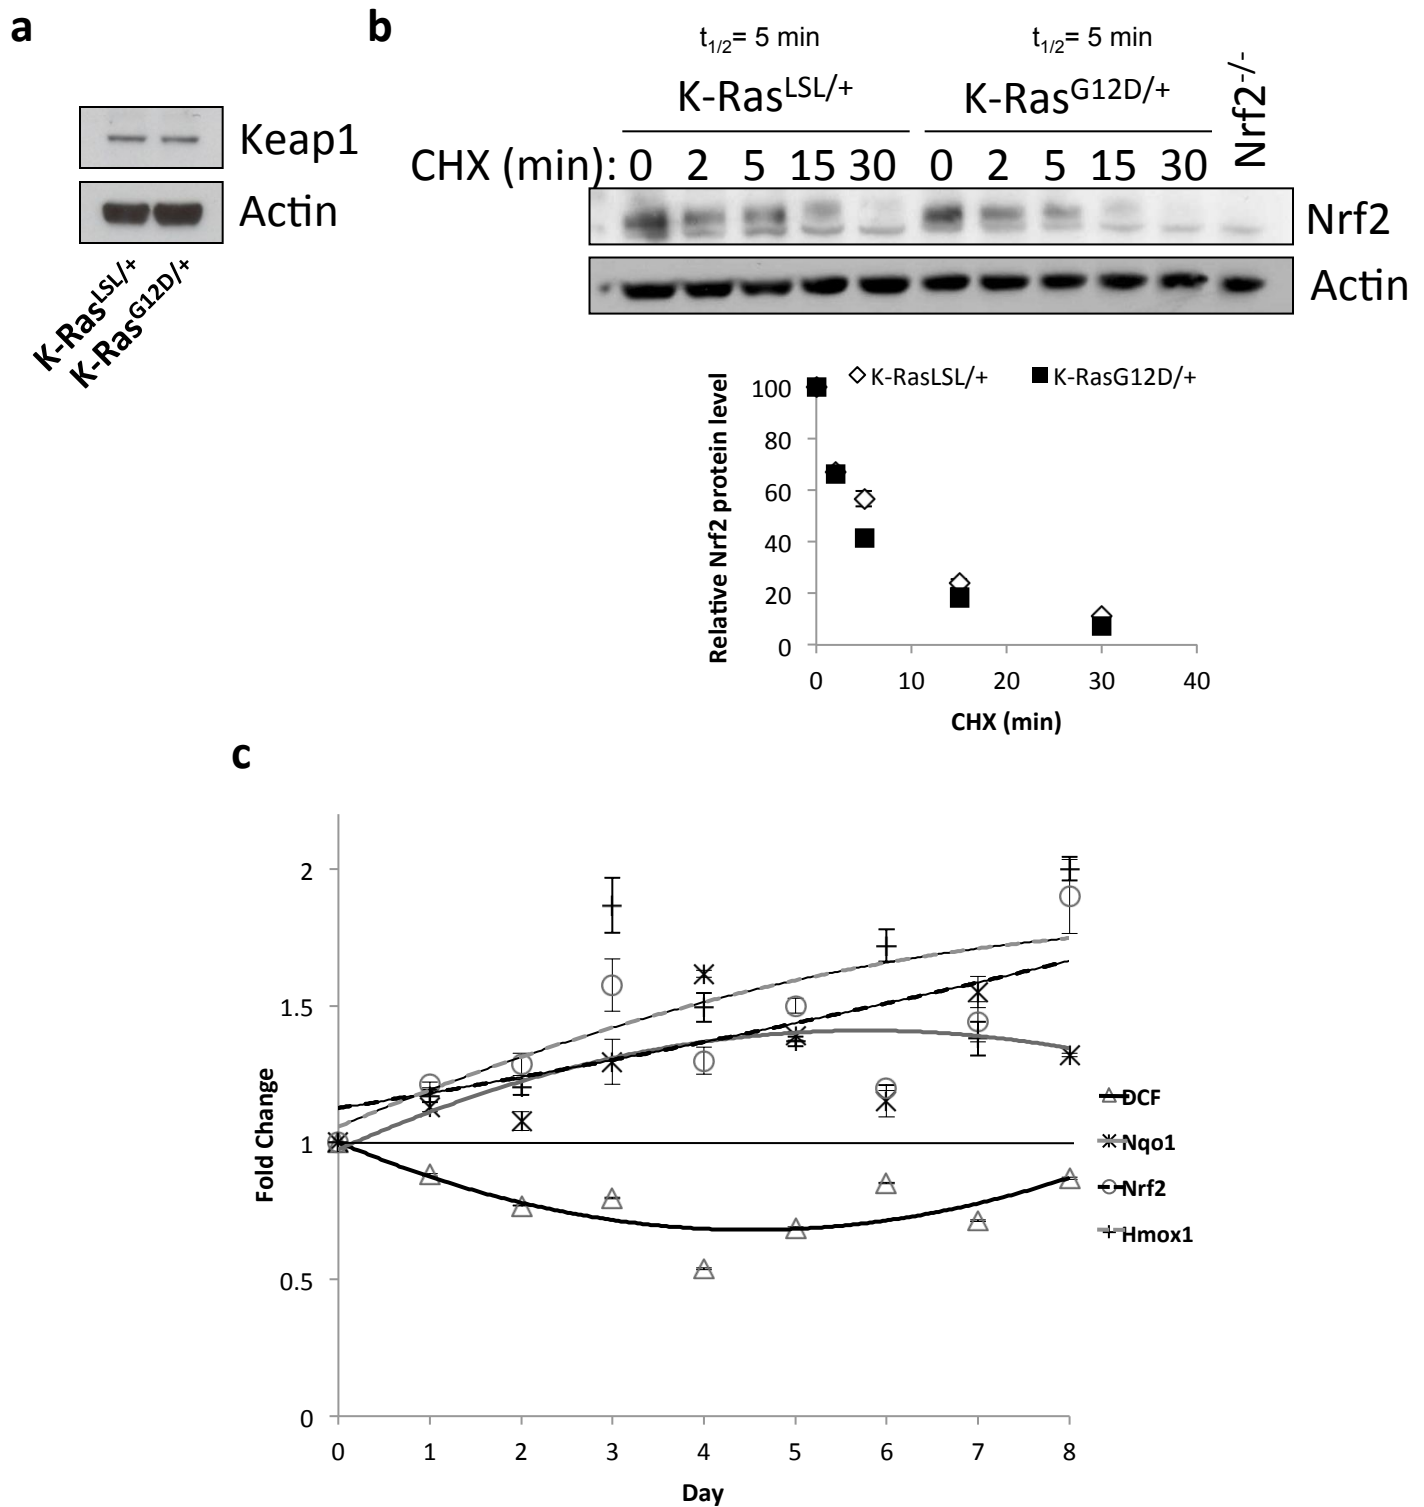 a
Keap1
Actin
K-RasLSL/+
K-RasG12D/+
b
t1/2= 5 min
t1/2= 5 min
K-RasLSL/+
K-RasG12D/+
Nrf2-/-
CHX (min): 0 2 5 15 30 0 2 5 15 30
Nrf2
Actin
K-RasLSL/+
K-RasG12D/+
Relative Nrf2 protein level
100
80
60
40
20
0
0 10 20 30 40
CHX (min)
c
Fold Change
2
1.5
1
0.5
0
DCF
Nqo1
Nrf2
Hmox1
0 1 2 3 4 5 6 7 8
Day